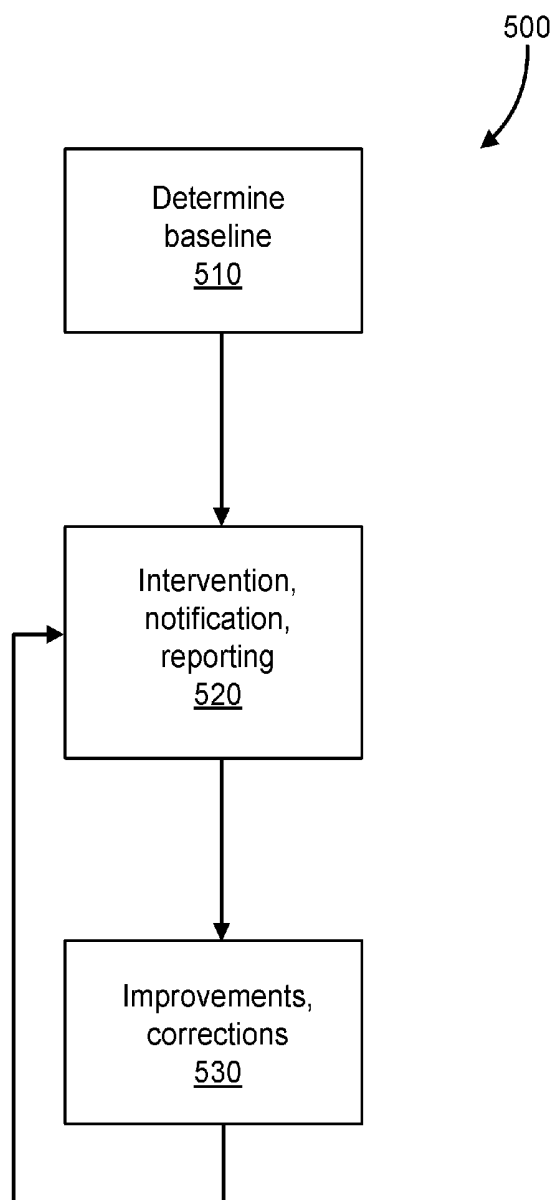 500
Determine
baseline
510
Intervention,
notification,
reporting
520
Improvements,
corrections
530